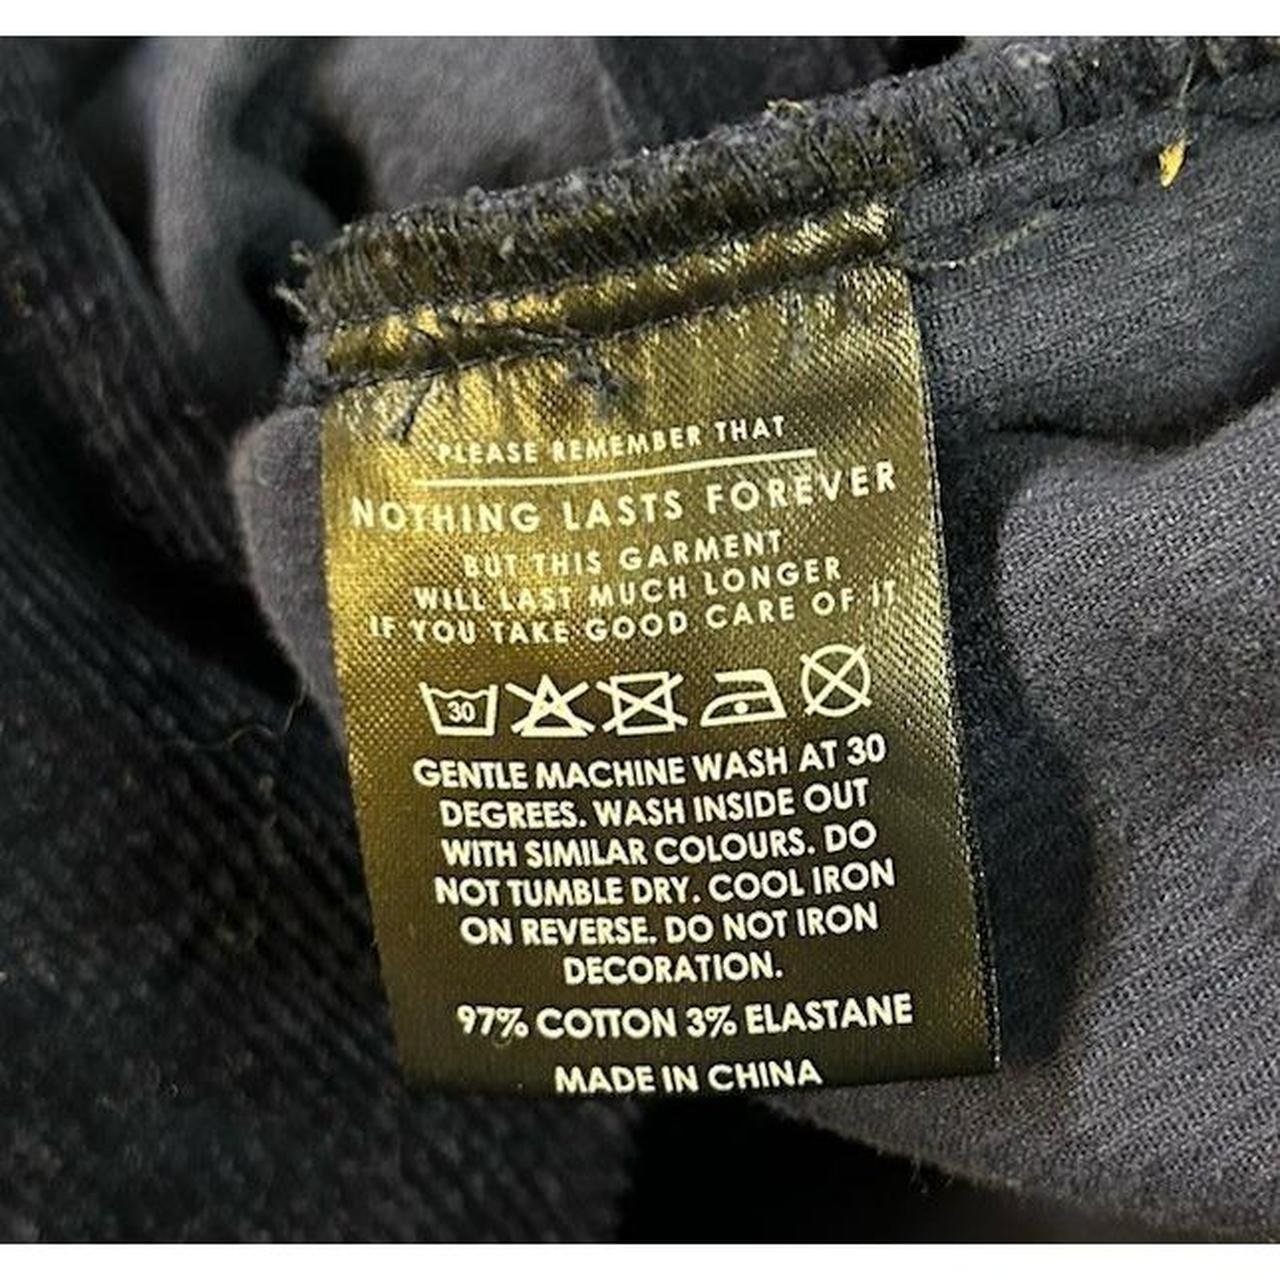 PLEASE REMEMBER THAT
NOTHING LASTS FOREVER
BUT THIS GARMENT
WILL LAST MUCH LONGER
IF YOU TAKE GOOD CARE OF IT
30
GENTLE MACHINE WASH AT 30
DEGREES. WASH INSIDE OUT
WITH SIMILAR COLOURS. DO
NOT TUMBLE DRY. COOL IRON
ON REVERSE. DO NOT IRON
DECORATION.
97% COTTON 3% ELASTANE
MADE IN CHINA